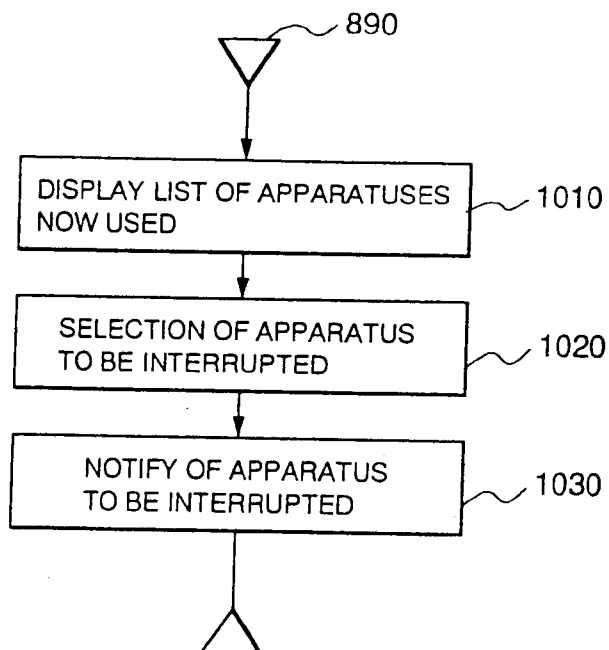 890
DISPLAY LIST OF APPARATUSES
NOW USED
1010
SELECTION OF APPARATUS
TO BE INTERRUPTED
1020
NOTIFY OF APPARATUS
TO BE INTERRUPTED
1030